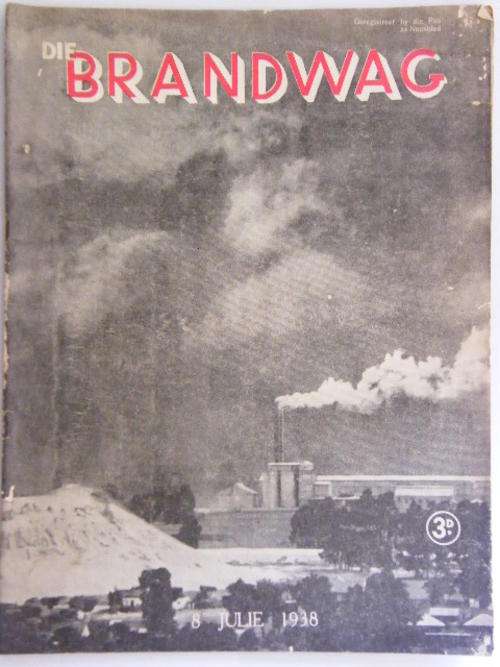 Geregistreer by die Pos
as Nuusblad
DIE
BRANDWAG
3D.
8 JULIE 1938